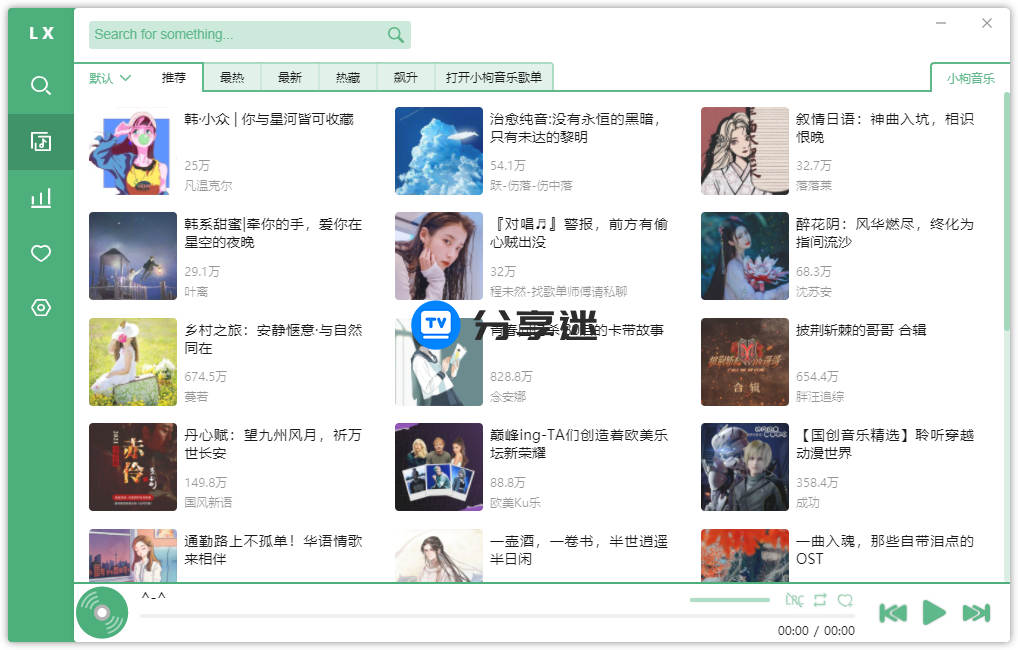 LX
Search for something...
默认 推荐 最热 最新 热藏 飙升 打开小枸音乐歌单 小枸音乐
韩·小众 | 你与星河皆可收藏
25万
凡温克尔
治愈纯音:没有永恒的黑暗，
只有未达的黎明
54.1万
跃-伤落-伤中落
叙情日语：神曲入坑，相识
恨晚
32.7万
落落莱
韩系甜蜜|牵你的手，爱你在
星空的夜晚
29.1万
叶离
『对唱♬』警报，前方有偷
心贼出没
32万
程未然-找歌单师傅请私聊
醉花阴：风华燃尽，终化为
指间流沙
68.3万
沈苏安
乡村之旅：安静惬意·与自然
同在
674.5万
葽若
TV 分享迷
的卡带故事
828.8万
念安娜
披荆斩棘的哥哥 合辑
654.4万
胖汪追综
合辑
丹心赋：望九州风月，祈万
世长安
149.8万
国风新语
赤伶
巅峰ing-TA们创造着欧美乐
坛新荣耀
88.8万
欧美Ku乐
【国创音乐精选】聆听穿越
动漫世界
358.4万
成功
通勤路上不孤单！华语情歌
来相伴
一壶酒，一卷书，半世逍遥
半日闲
一曲入魂，那些自带泪点的
OST
^-^
LRC
00:00 / 00:00